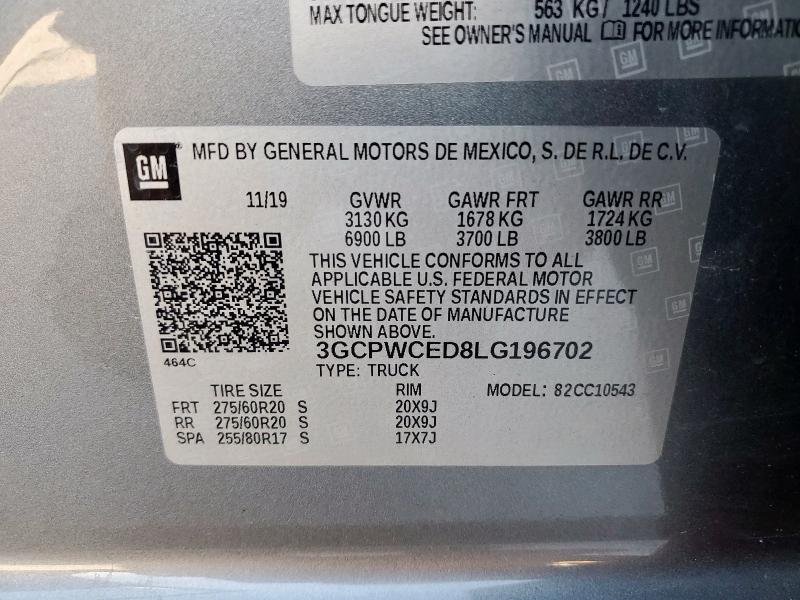 MAX TONGUE WEIGHT: 563 KG / 1240 LBS
SEE OWNER'S MANUAL FOR MORE INFORMATIO
GM ® MFD BY GENERAL MOTORS DE MEXICO, S. DE R.L. DE C.V.
11/19 GVWR GAWR FRT GAWR RR
3130 KG 1678 KG 1724 KG
6900 LB 3700 LB 3800 LB
THIS VEHICLE CONFORMS TO ALL
APPLICABLE U.S. FEDERAL MOTOR
VEHICLE SAFETY STANDARDS IN EFFECT
ON THE DATE OF MANUFACTURE
SHOWN ABOVE.
3GCPWCED8LG196702
464C
TYPE: TRUCK
TIRE SIZE RIM MODEL: 82CC10543
FRT 275/60R20 S 20X9J
RR 275/60R20 S 20X9J
SPA 255/80R17 S 17X7J